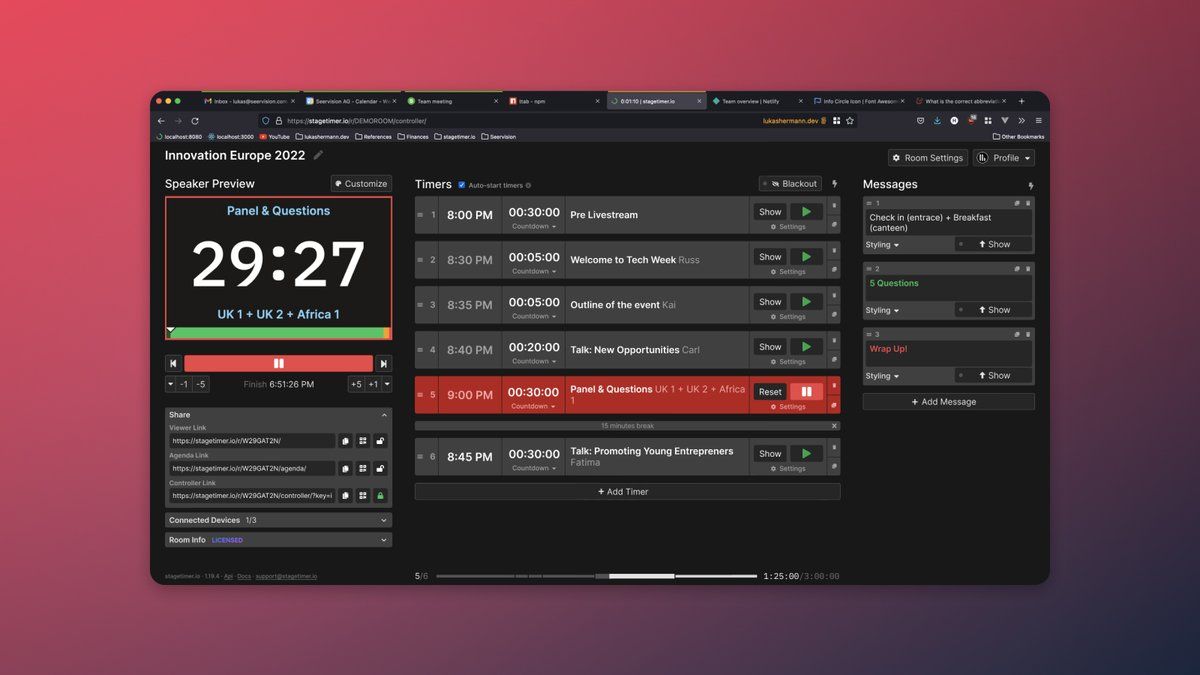 Inbox - lukas@seervision.com
Seervision AG - Calendar - We
Team meeting
ltab - npm
0:01:10 | stagetimer.io
Team overview | Netlify
Info Circle Icon | Font Awesome
What is the correct abbreviat
https://stagetimer.io/r/DEMOROOM/controller/
lukashermann.dev
localhost:8080
localhost:3000
YouTube
lukashermann.dev
References
Finances
stagetimer.io
Seervision
Other Bookmarks
Innovation Europe 2022
Room Settings
Profile
Speaker Preview
Customize
Panel & Questions
29:27
UK 1 + UK 2 + Africa 1
-1 -5
Finish 6:51:26 PM
+5 +1
Share
Viewer Link
https://stagetimer.io/r/W29GAT2N/
Agenda Link
https://stagetimer.io/r/W29GAT2N/agenda/
Controller Link
https://stagetimer.io/r/W29GAT2N/controller/?key=i
Connected Devices 1/3
Room Info LICENSED
stagetimer.io · 1.19.4 · Api · Docs · support@stagetimer.io
Timers
Auto-start timers
Blackout
1 8:00 PM 00:30:00 Pre Livestream Show
Countdown Settings
2 8:30 PM 00:05:00 Welcome to Tech Week Russ Show
Countdown Settings
3 8:35 PM 00:05:00 Outline of the event Kai Show
Countdown Settings
4 8:40 PM 00:20:00 Talk: New Opportunities Carl Show
Countdown Settings
5 9:00 PM 00:30:00 Panel & Questions UK 1 + UK 2 + Africa 1 Reset
Countdown Settings
15 minutes break
6 8:45 PM 00:30:00 Talk: Promoting Young Entrepreners Fatima Show
Countdown Settings
+ Add Timer
5/6
1:25:00/3:00:00
Messages
1
Check in (entrace) + Breakfast
(canteen)
Styling Show
2
5 Questions
Styling Show
3
Wrap Up!
Styling Show
+ Add Message